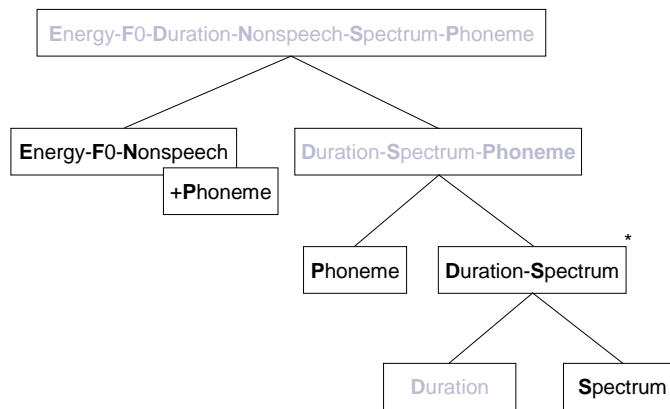 Energy-F0-Duration-Nonspeech-Spectrum-Phoneme
Energy-F0-Nonspeech
Duration-Spectrum-Phoneme
+Phoneme
*
Phoneme
Duration-Spectrum
Duration
Spectrum